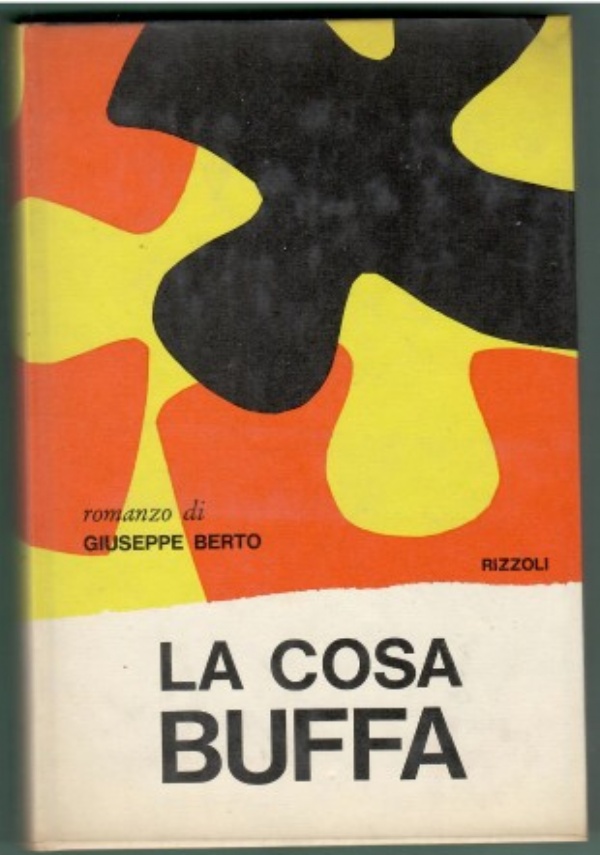 romanzo di
GIUSEPPE BERTO
RIZZOLI
LA COSA
BUFFA